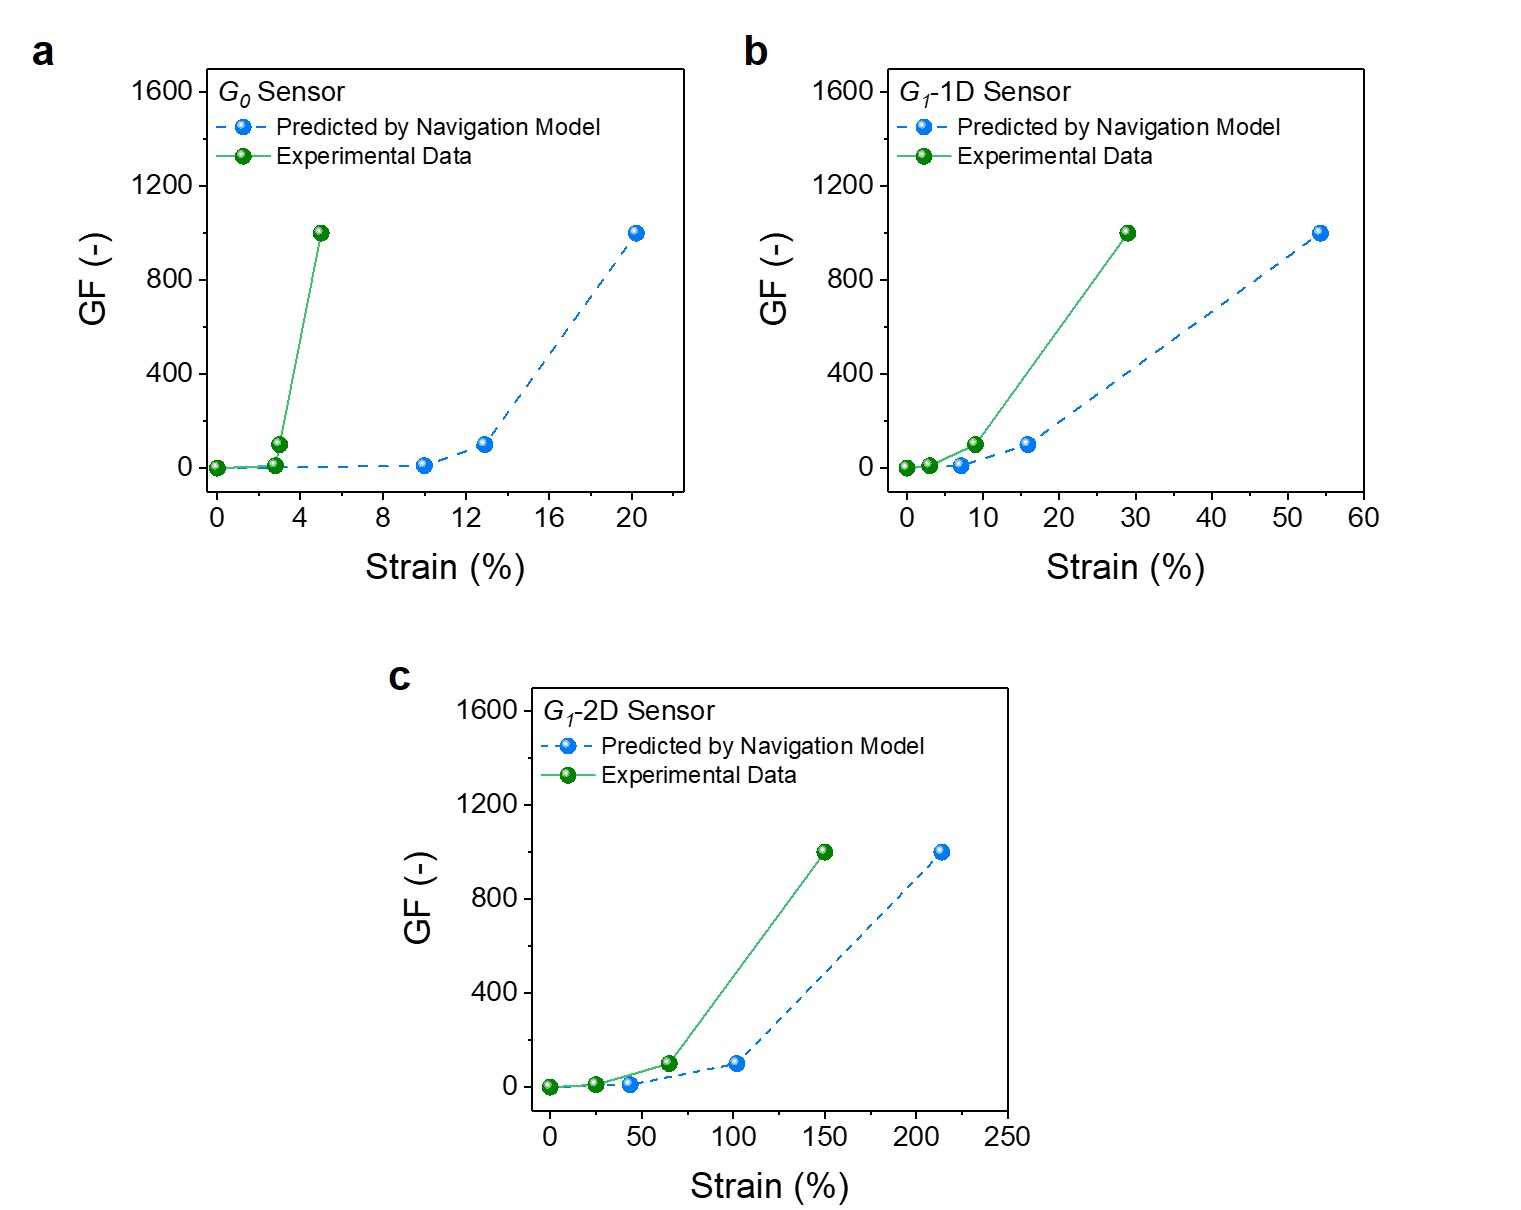 a
G0 Sensor
Predicted by Navigation Model
Experimental Data
1600
1200
800
400
0
GF (-)
0 4 8 12 16 20
Strain (%)
b
G1-1D Sensor
Predicted by Navigation Model
Experimental Data
1600
1200
800
400
0
GF (-)
0 10 20 30 40 50 60
Strain (%)
c
G1-2D Sensor
Predicted by Navigation Model
Experimental Data
1600
1200
800
400
0
GF (-)
0 50 100 150 200 250
Strain (%)